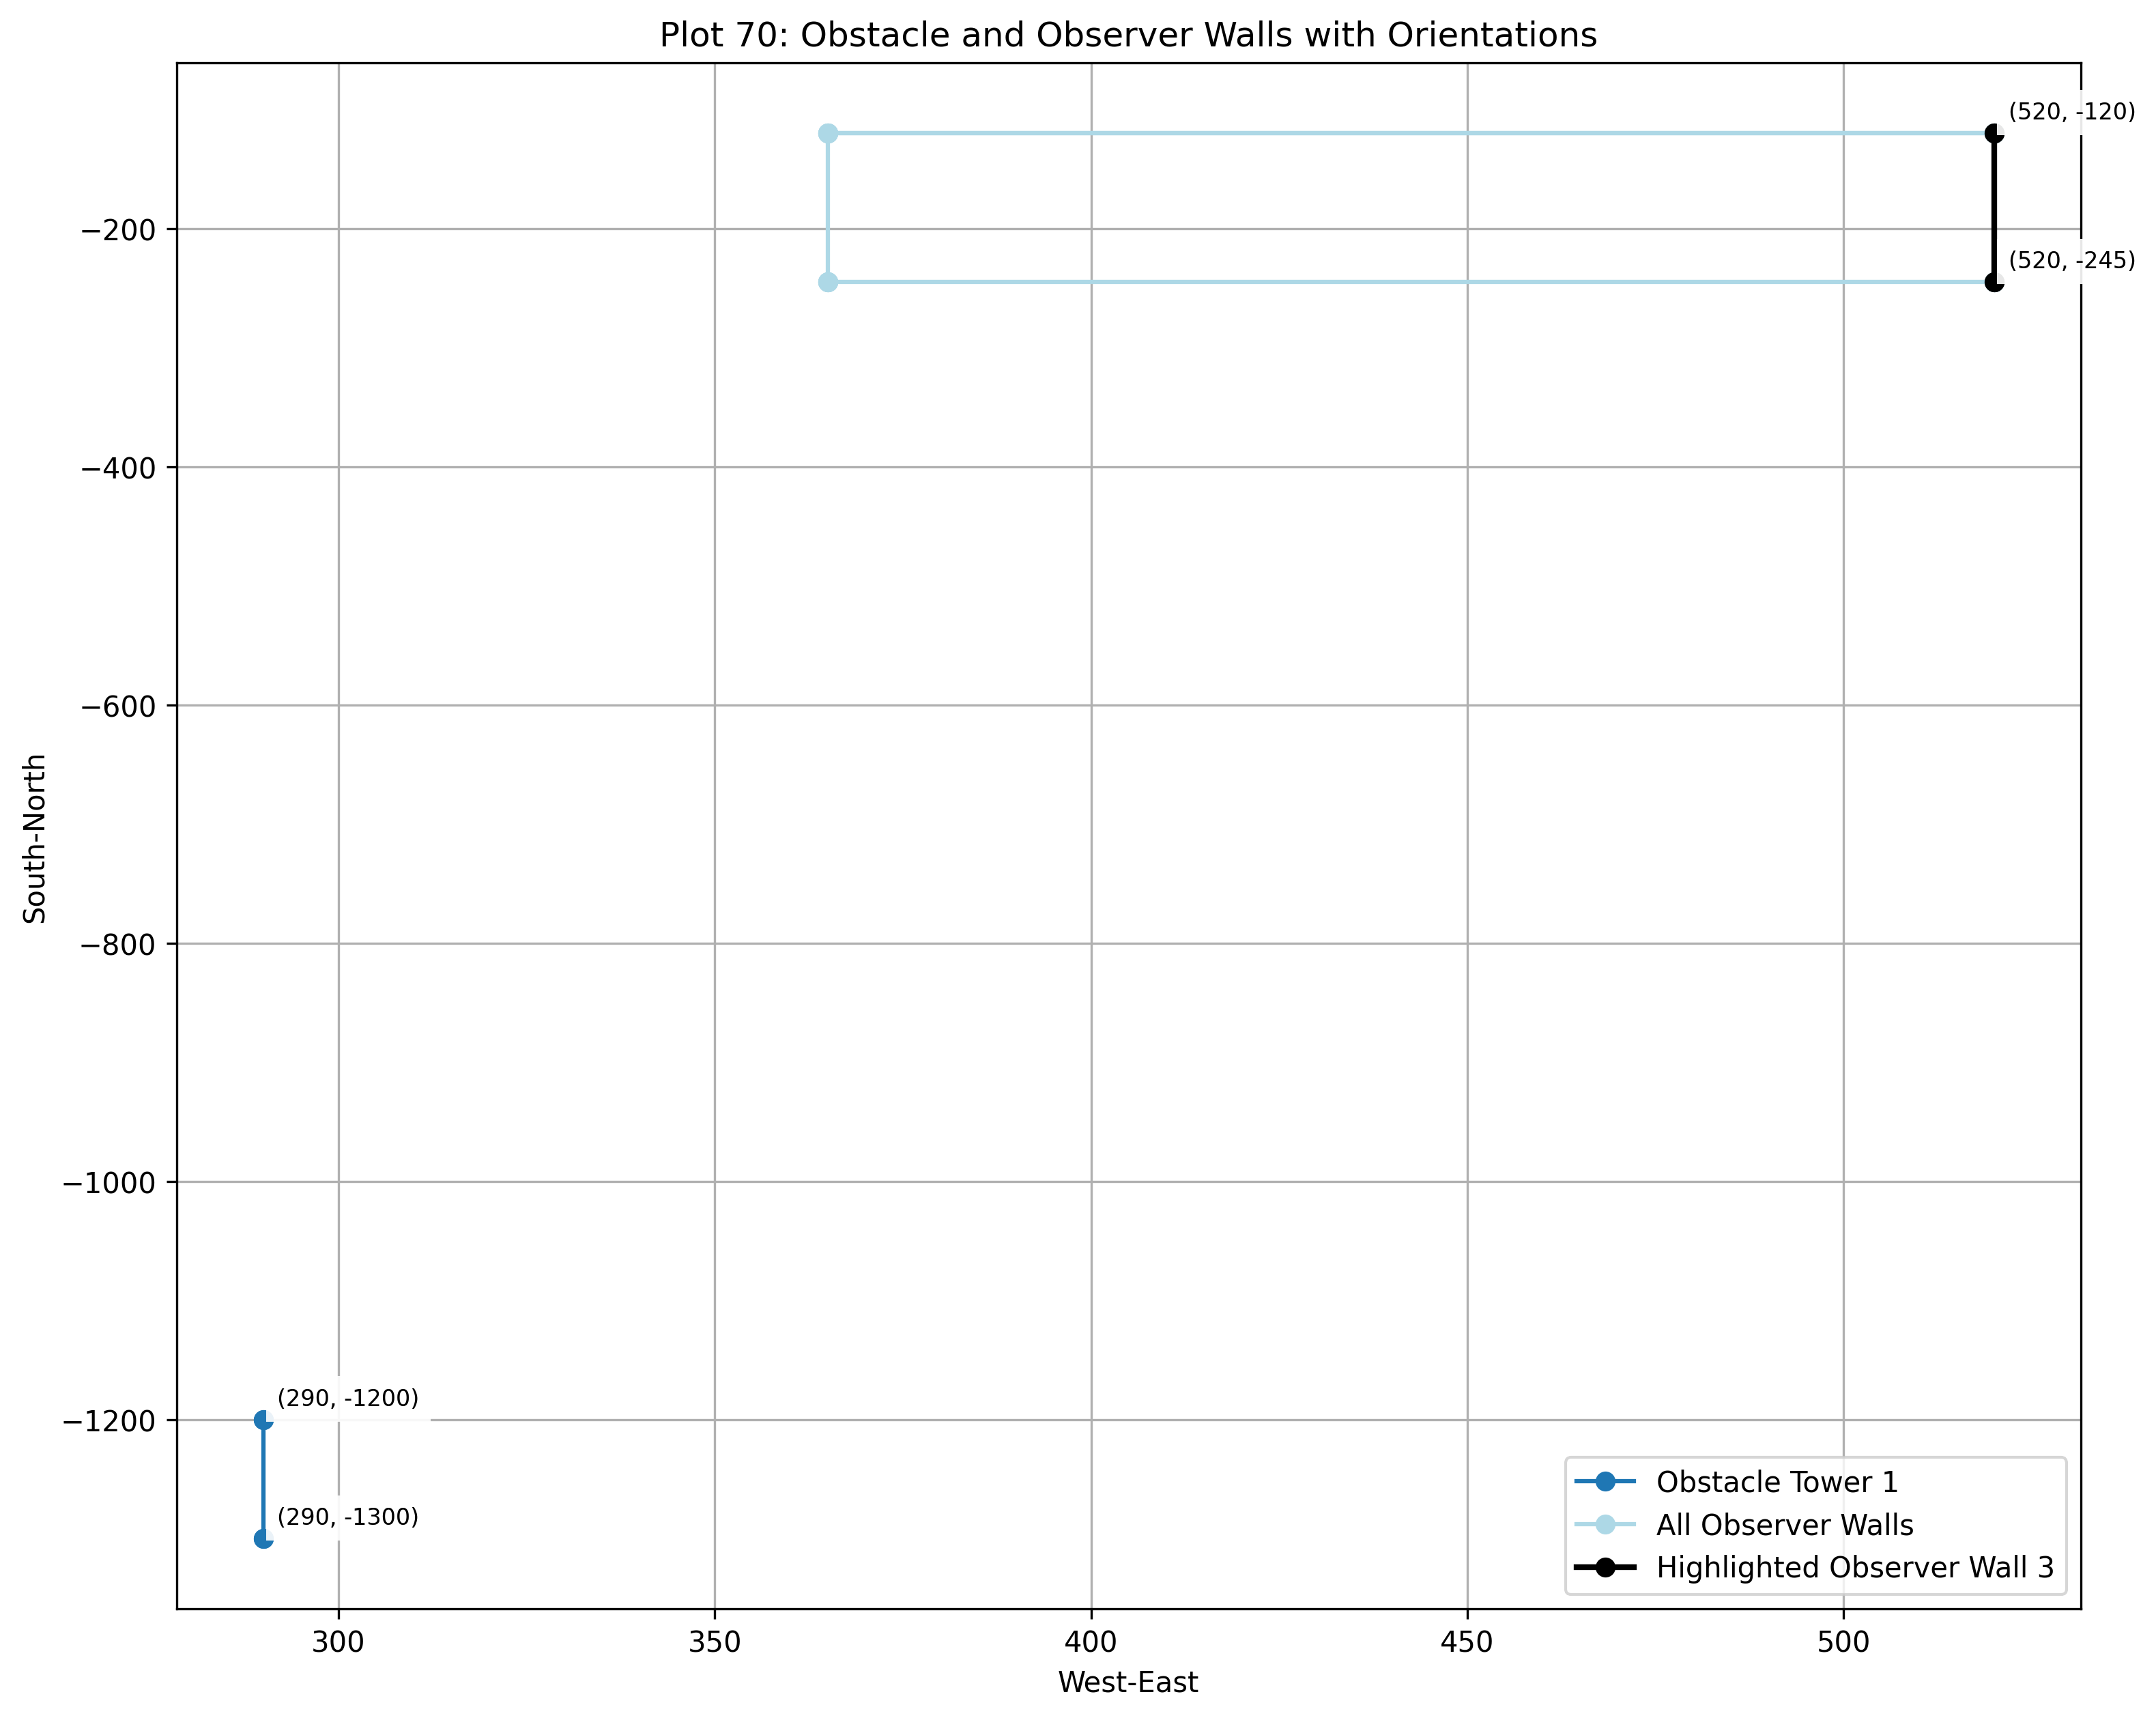 Plot 70: Obstacle and Observer Walls with Orientations
(520, -120)
−200
(520, -245)
−400
−600
South-North
−800
−1000
(290, -1200)
−1200
Obstacle Tower 1
(290, -1300)
All Observer Walls
Highlighted Observer Wall 3
300
350
400
450
500
West-East